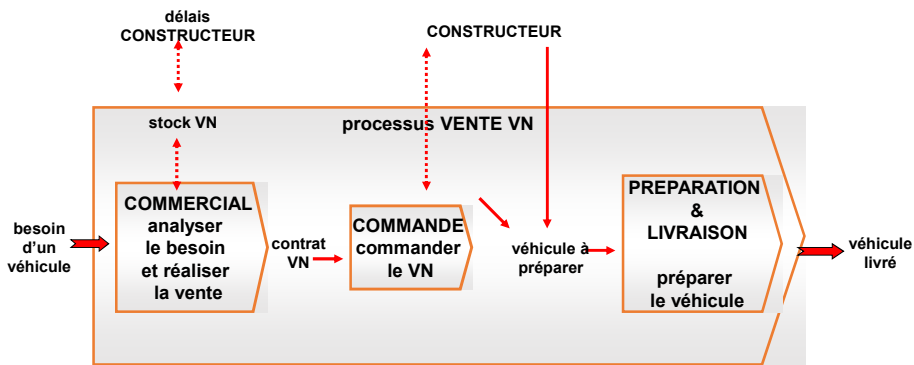 délais
CONSTRUCTEUR
CONSTRUCTEUR
stock VN
processus VENTE VN
besoin
d'un
véhicule
COMMERCIAL
analyser
le besoin
et réaliser
la vente
contrat
VN
COMMANDE
commander
le VN
véhicule à
préparer
PREPARATION
&
LIVRAISON
préparer
le véhicule
véhicule
livré